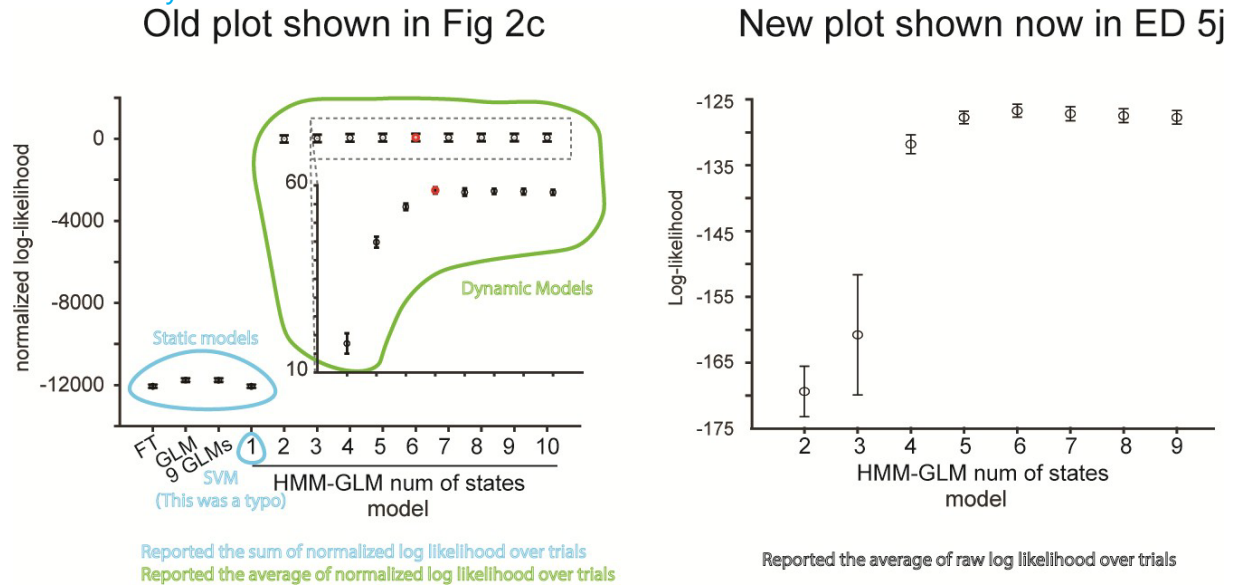 Old plot shown in Fig 2c
New plot shown now in ED 5j
normalized log-likelihood
0
-4000
-8000
-12000
60
10
Dynamic Models
Static models
FT
GLM
9 GLMs
1 2 3 4 5 6 7 8 9 10
SVM
(This was a typo)
HMM-GLM num of states
model
Reported the sum of normalized log likelihood over trials
Reported the average of normalized log likelihood over trials
Log-likelihood
-125
-135
-145
-155
-165
-175
2 3 4 5 6 7 8 9
HMM-GLM num of states
model
Reported the average of raw log likelihood over trials